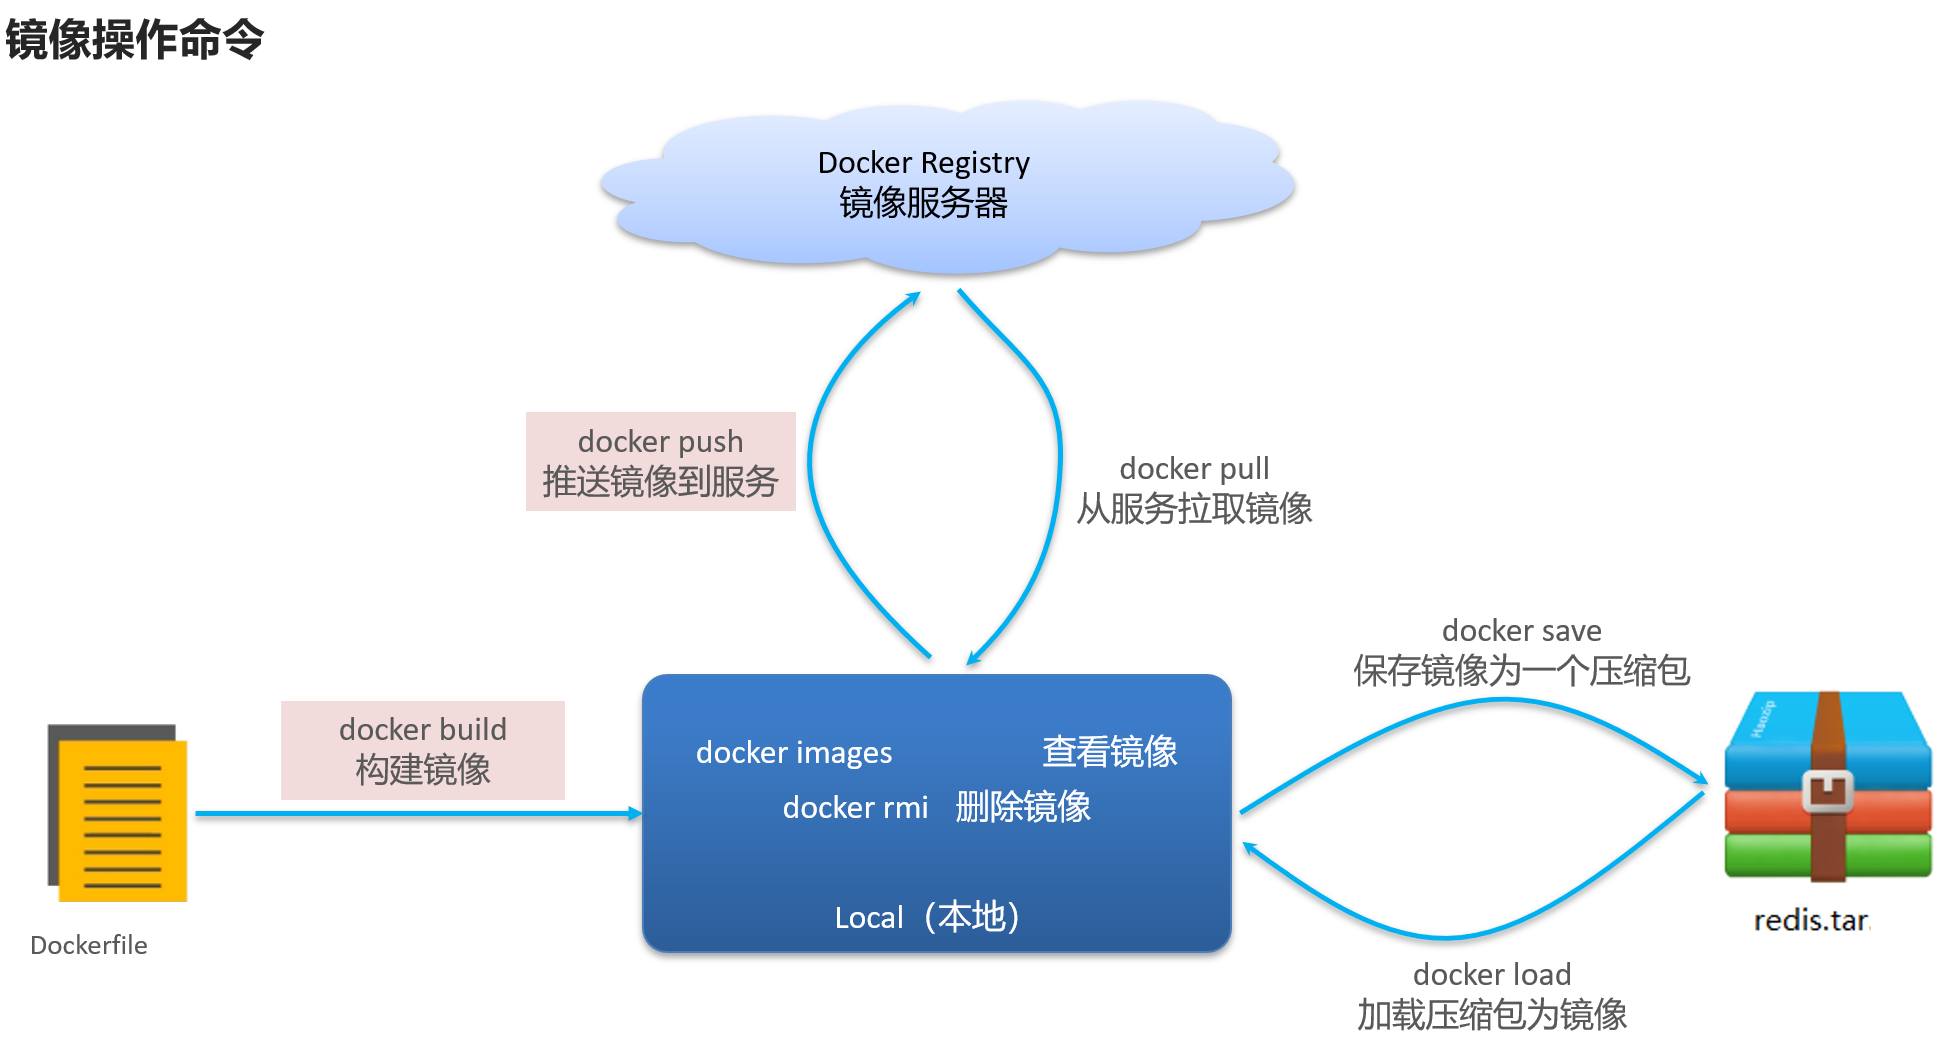 镜像操作命令
Docker Registry
镜像服务器
docker push
推送镜像到服务
docker pull
从服务拉取镜像
docker save
保存镜像为一个压缩包
docker build
构建镜像
docker images 查看镜像
docker rmi 删除镜像
Local（本地）
Haozip
redis.tar.
Dockerfile
docker load
加载压缩包为镜像